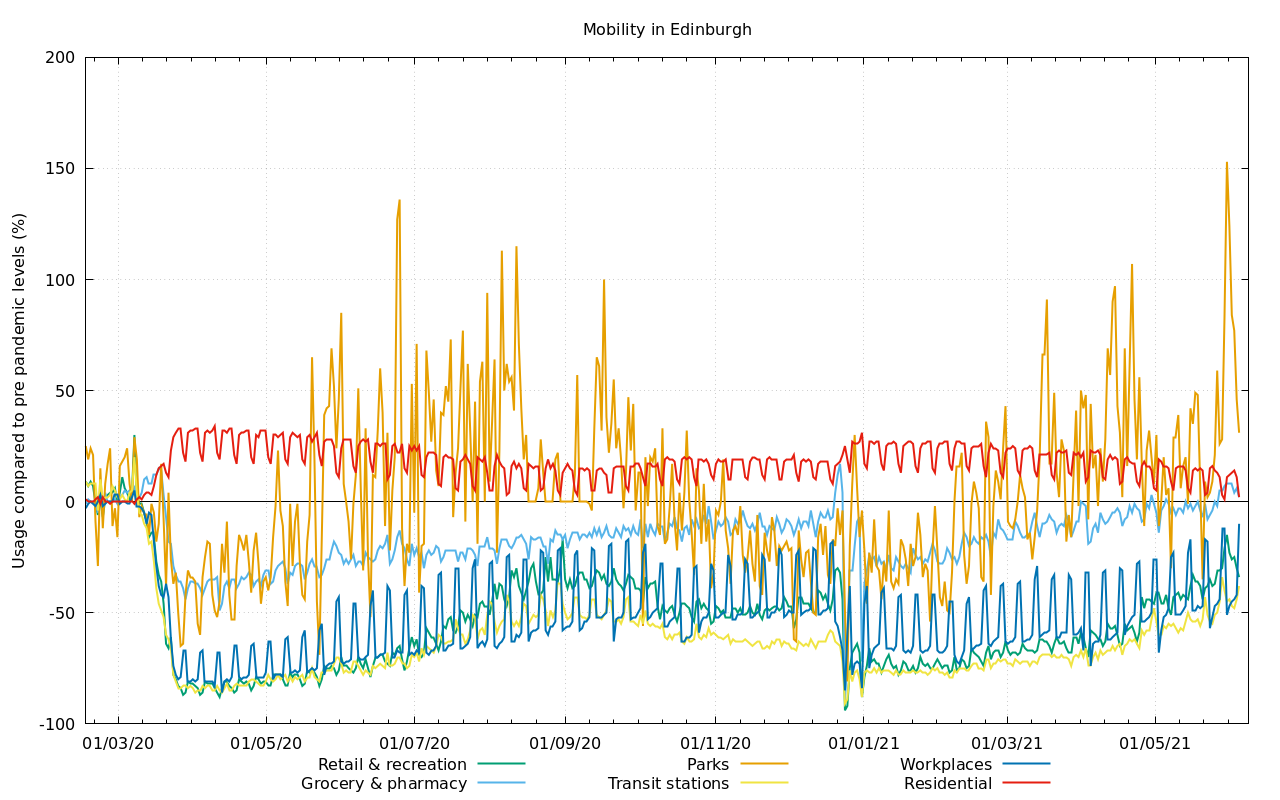 Mobility in Edinburgh
Usage compared to pre pandemic levels (%)
200
150
100
50
0
-50
-100
01/03/20 01/05/20 01/07/20 01/09/20 01/11/20 01/01/21 01/03/21 01/05/21
Retail & recreation Parks Workplaces
Grocery & pharmacy Transit stations Residential